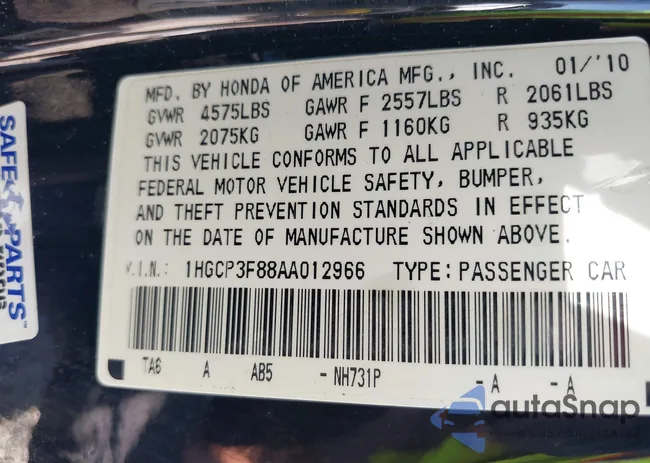 MFD. BY HONDA OF AMERICA MFG., INC. 01/'10
GVWR 4575LBS GAWR F 2557LBS R 2061LBS
GVWR 2075KG GAWR F 1160KG R 935KG
THIS VEHICLE CONFORMS TO ALL APPLICABLE
FEDERAL MOTOR VEHICLE SAFETY, BUMPER,
AND THEFT PREVENTION STANDARDS IN EFFECT
ON THE DATE OF MANUFACTURE SHOWN ABOVE.
V.I.N.: 1HGCP3F88AA012966 TYPE: PASSENGER CAR
TA6 A AB5 - NH731P -A -A
SAFE PARTS
autoSnap